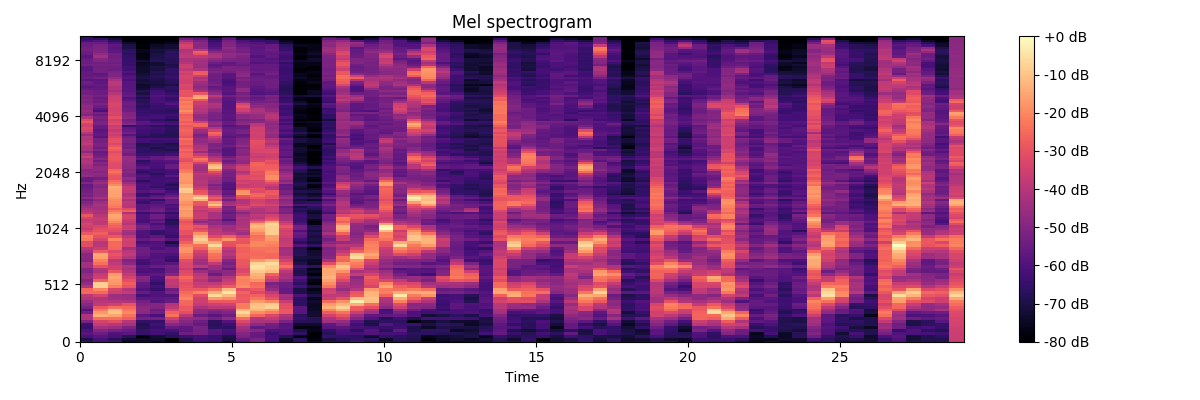 Mel spectrogram
8192
4096
2048
1024
512
0
Hz
0 5 10 15 20 25
Time
+0 dB
-10 dB
-20 dB
-30 dB
-40 dB
-50 dB
-60 dB
-70 dB
-80 dB